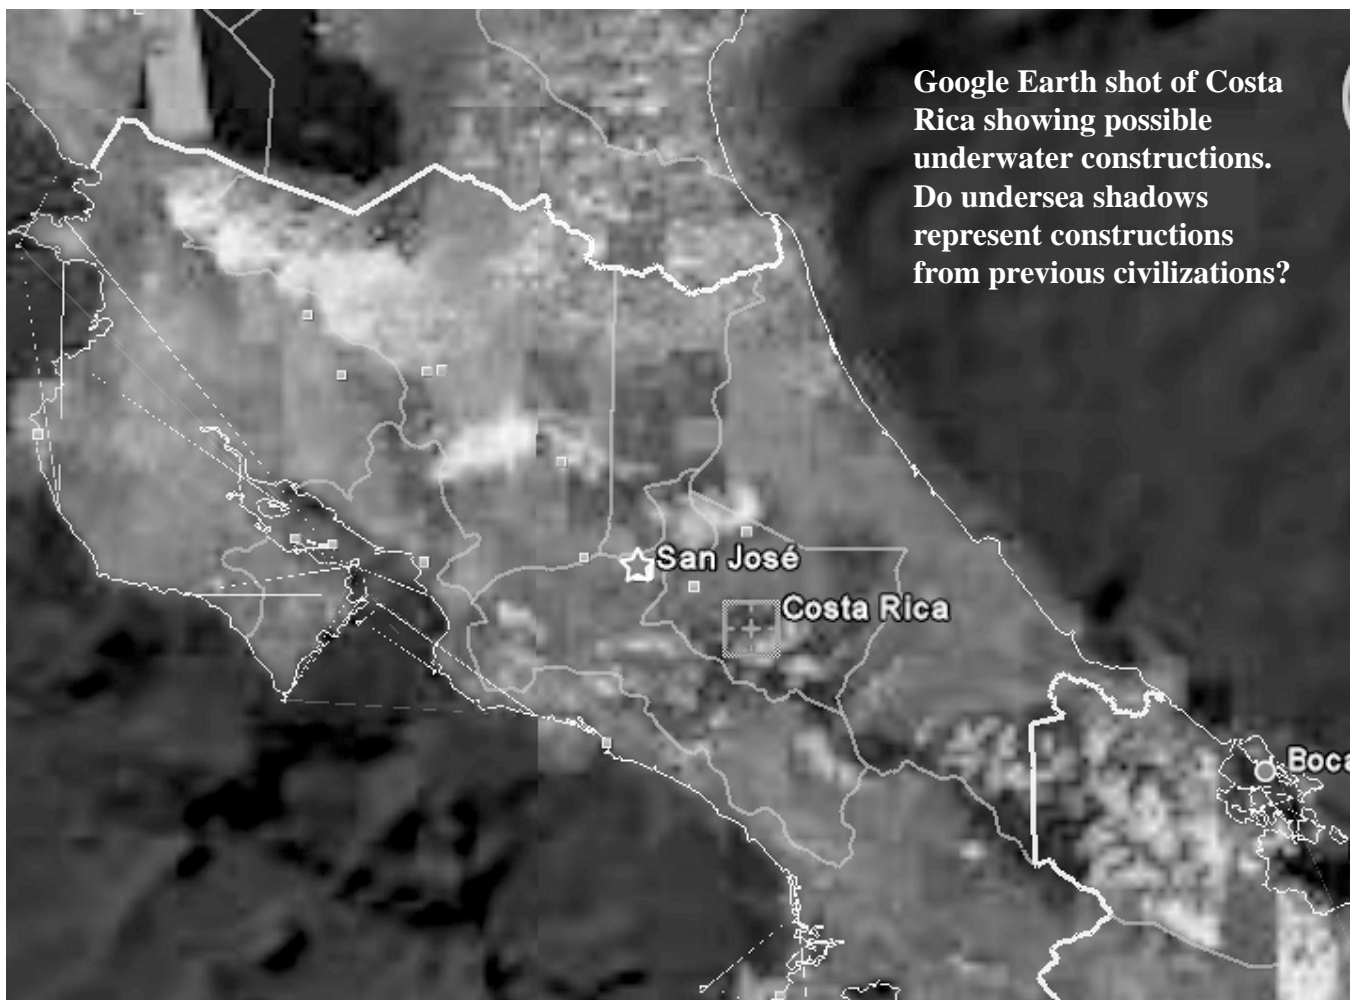 Google Earth shot of Costa
Rica showing possible
underwater constructions.
Do undersea shadows
represent constructions
from previous civilizations?
San José
Costa Rica
Boca